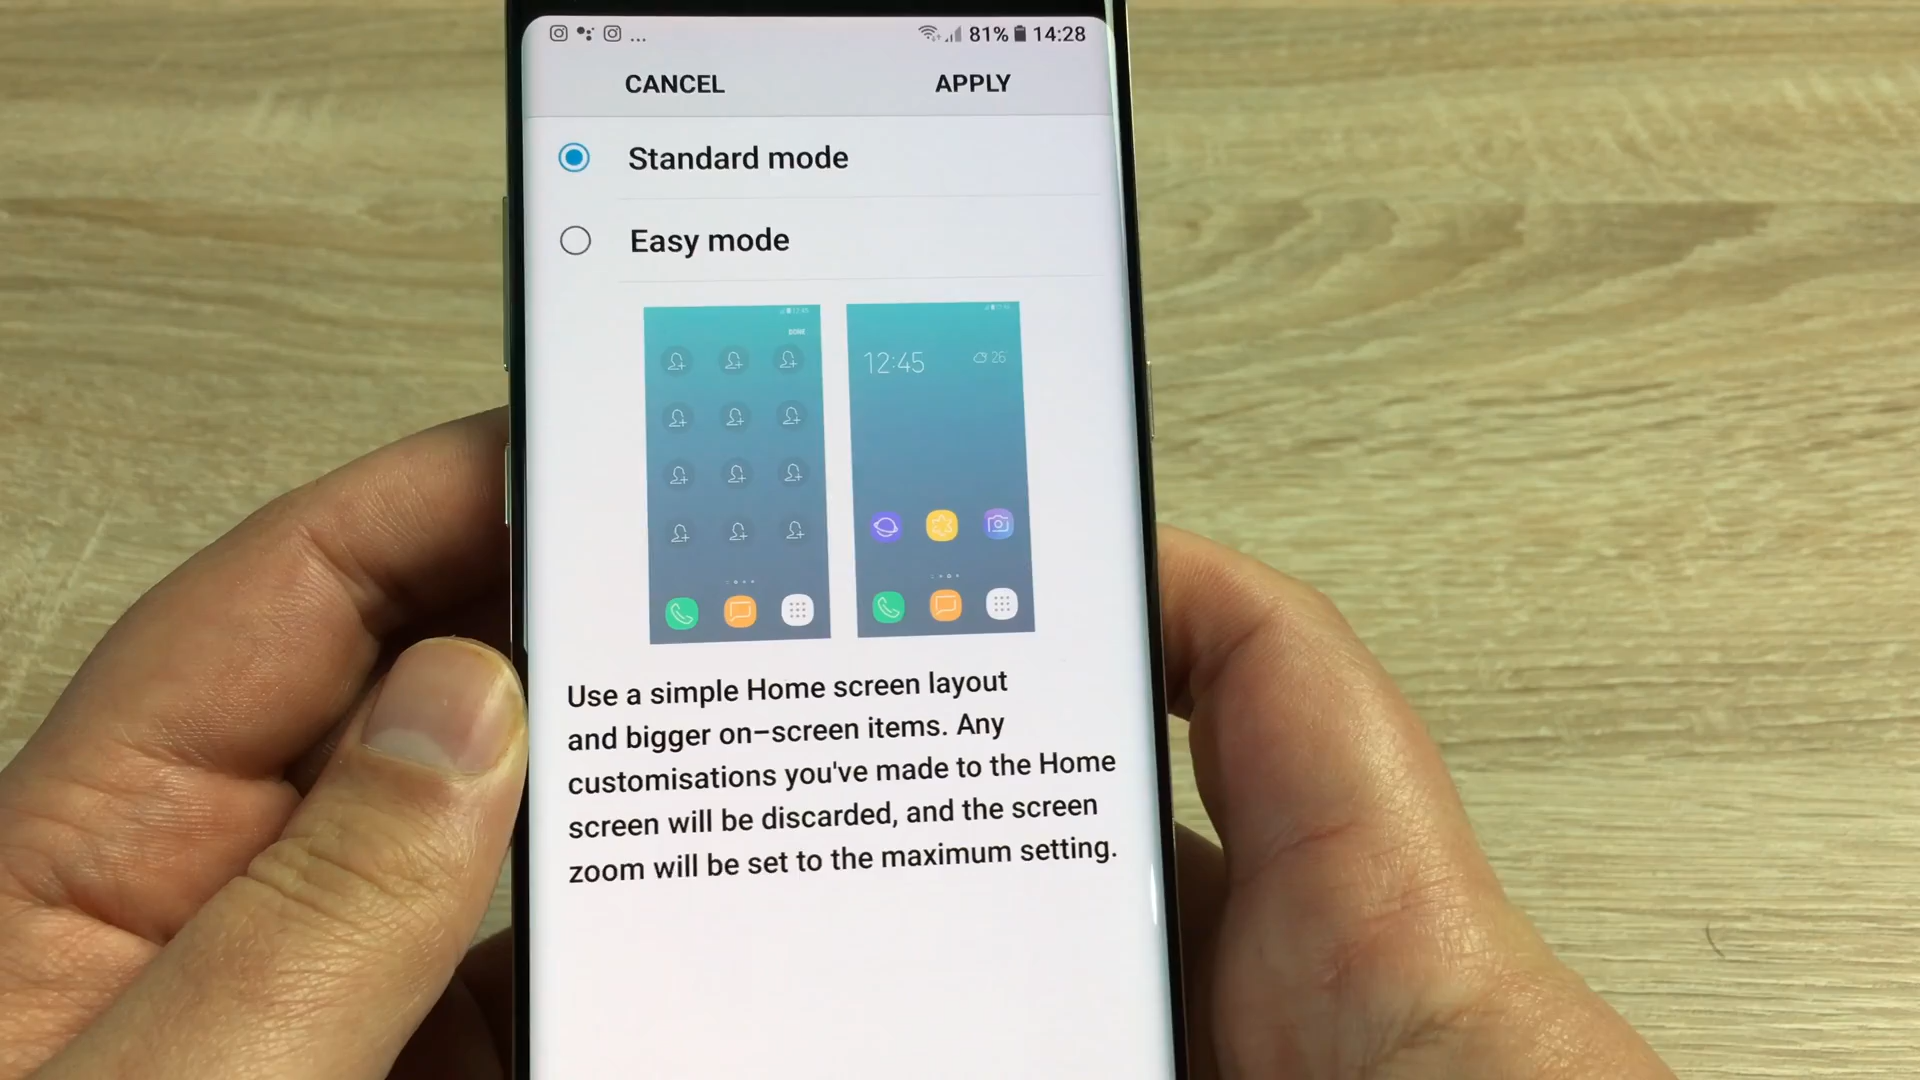 ... 81% 14:28
CANCEL APPLY
Standard mode
Easy mode
DONE
12:45 26°
Use a simple Home screen layout
and bigger on-screen items. Any
customisations you've made to the Home
screen will be discarded, and the screen
zoom will be set to the maximum setting.